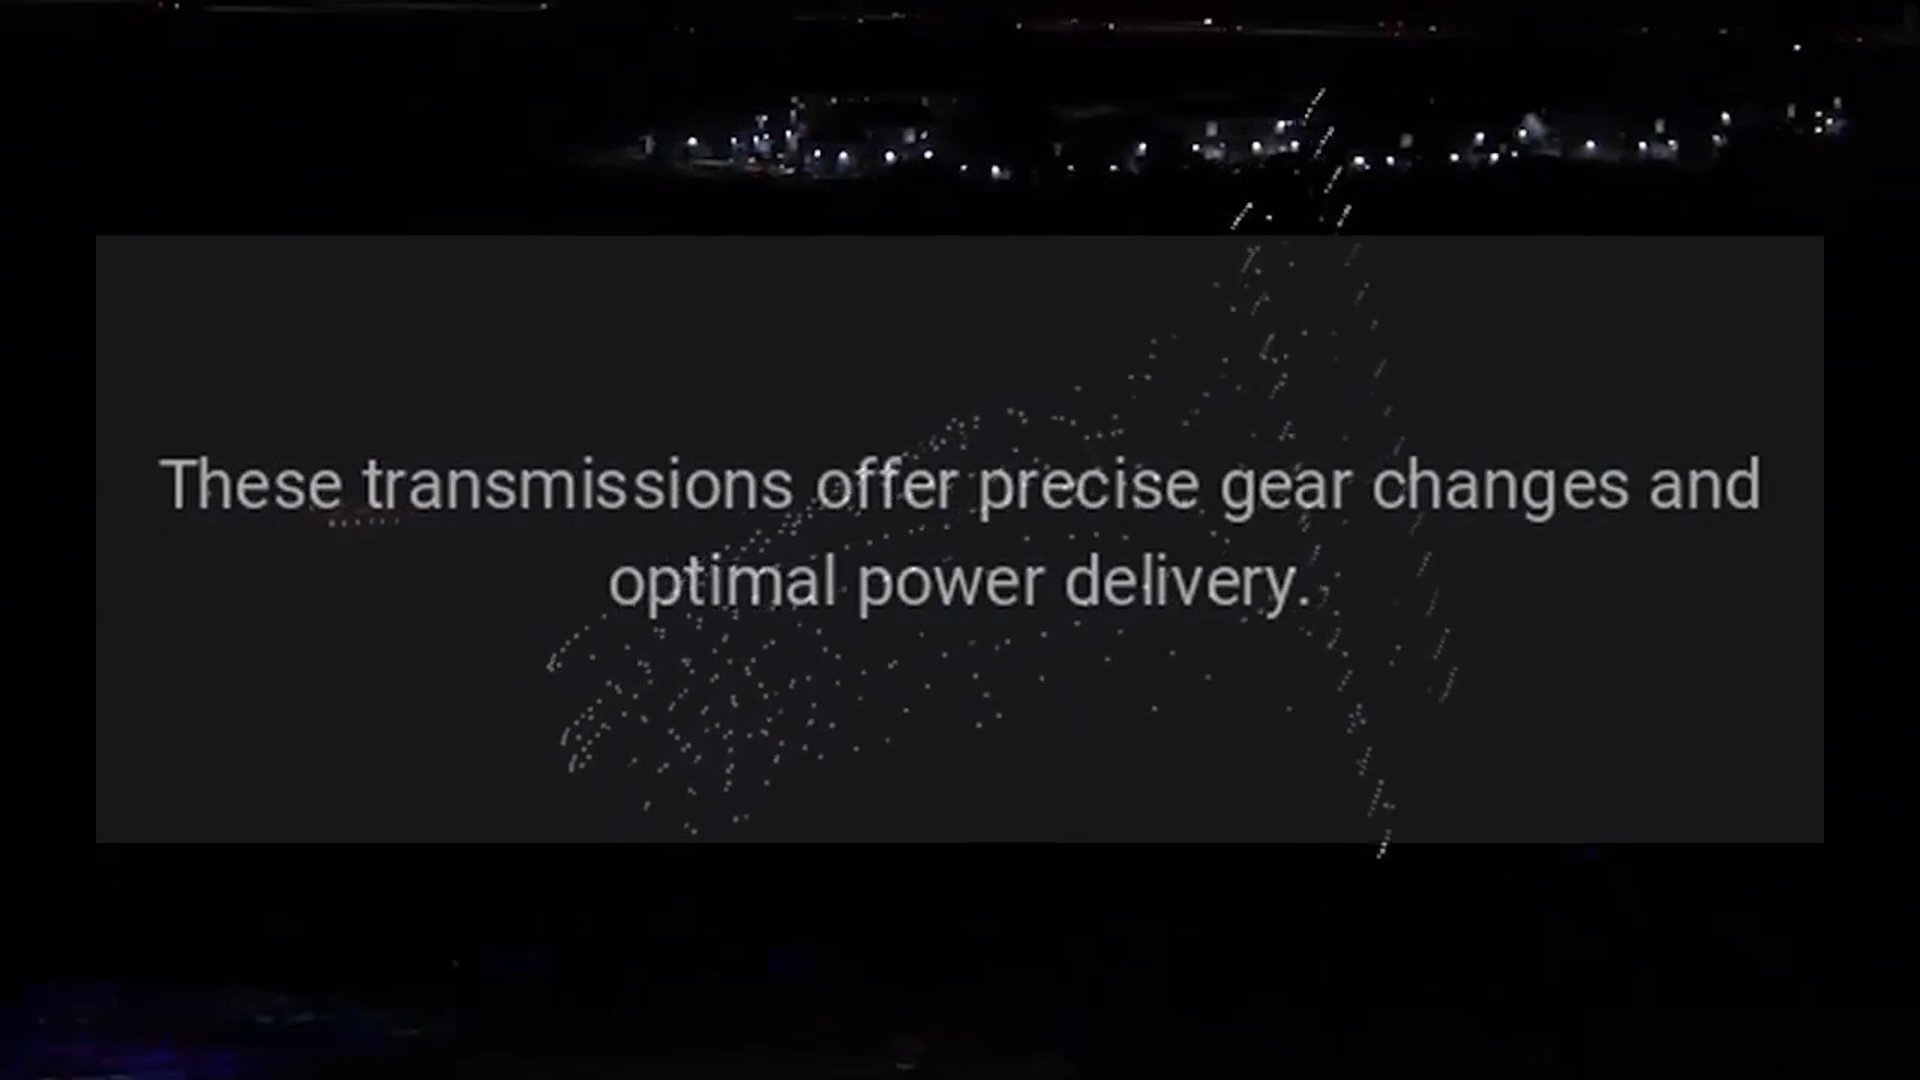 These transmissions offer precise gear changes and
optimal power delivery.